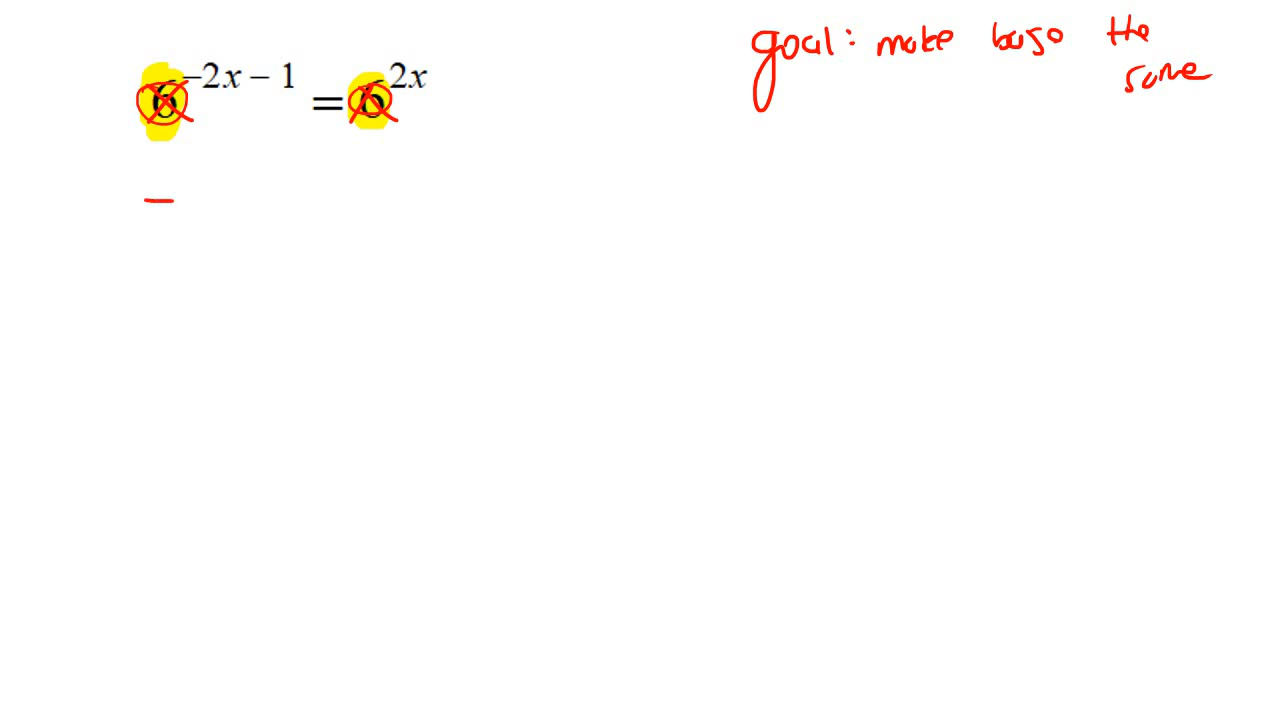 6^{-2x - 1} = 6^{2x}
goal: make base the
same
–